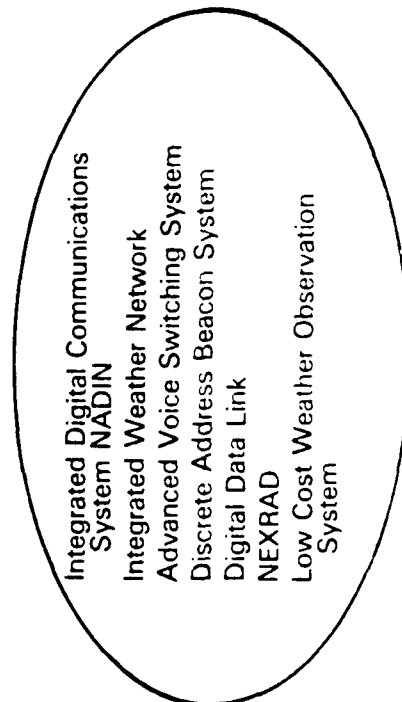 Integrated Digital Communications
System NADIN
Integrated Weather Network
Advanced Voice Switching System
Discrete Address Beacon System
Digital Data Link
NEXRAD
Low Cost Weather Observation
System